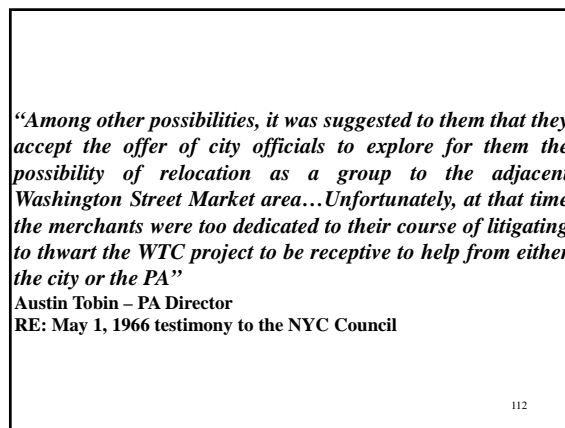 “Among other possibilities, it was suggested to them that they
accept the offer of city officials to explore for them the
possibility of relocation as a group to the adjacent
Washington Street Market area…Unfortunately, at that time
the merchants were too dedicated to their course of litigating
to thwart the WTC project to be receptive to help from either
the city or the PA”
Austin Tobin – PA Director
RE: May 1, 1966 testimony to the NYC Council
112